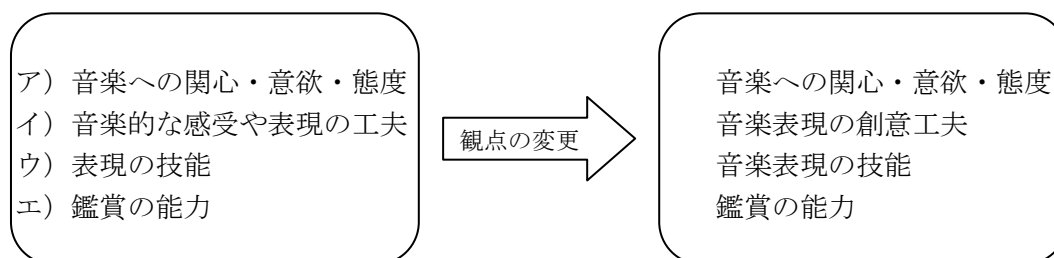 ア）音楽への関心・意欲・態度
イ）音楽的な感受や表現の工夫
ウ）表現の技能
エ）鑑賞の能力
観点の変更
音楽への関心・意欲・態度
音楽表現の創意工夫
音楽表現の技能
鑑賞の能力